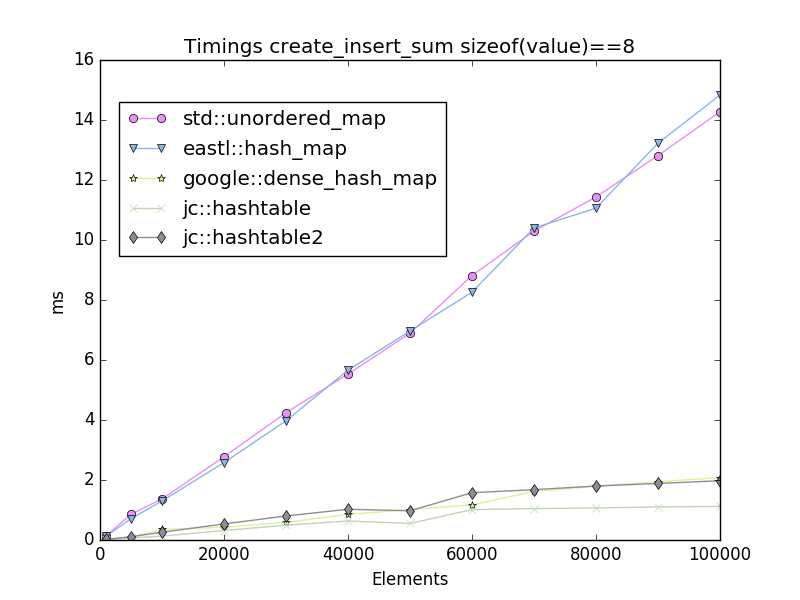 Timings create_insert_sum sizeof(value)==8
16
14
12
10
8
6
4
2
0
ms
std::unordered_map
eastl::hash_map
google::dense_hash_map
jc::hashtable
jc::hashtable2
0
20000
40000
60000
80000
100000
Elements